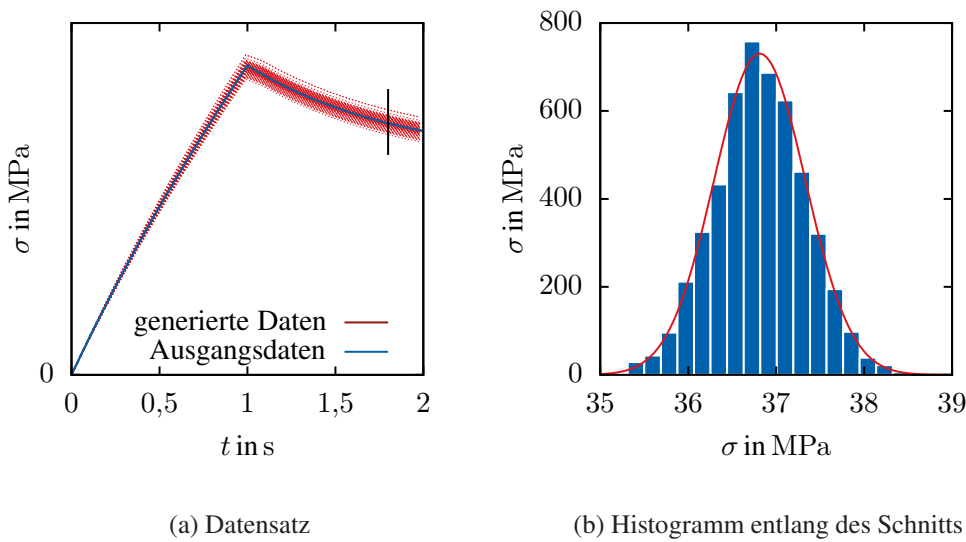 σ in MPa
0
generierte Daten
Ausgangsdaten
0 0,5 1 1,5 2
t in s
(a) Datensatz
σ in MPa
800
600
400
200
0
35 36 37 38 39
σ in MPa
(b) Histogramm entlang des Schnitts